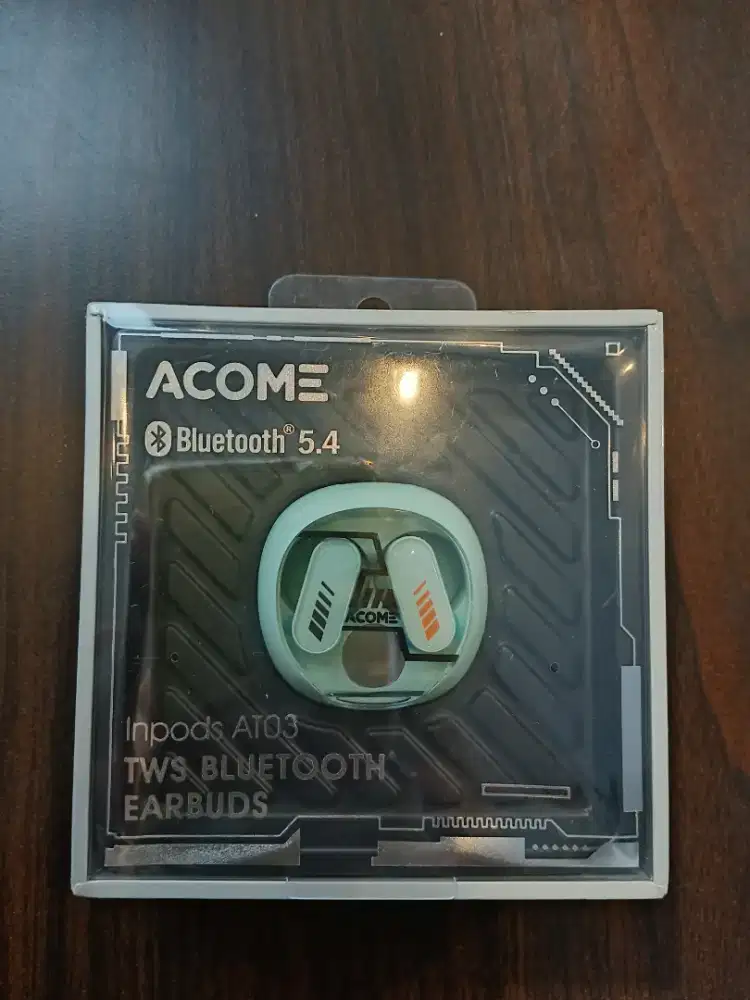 ACOME
Bluetooth® 5.4
ACOME
Inpods AT03
TWS BLUETOOTH
EARBUDS